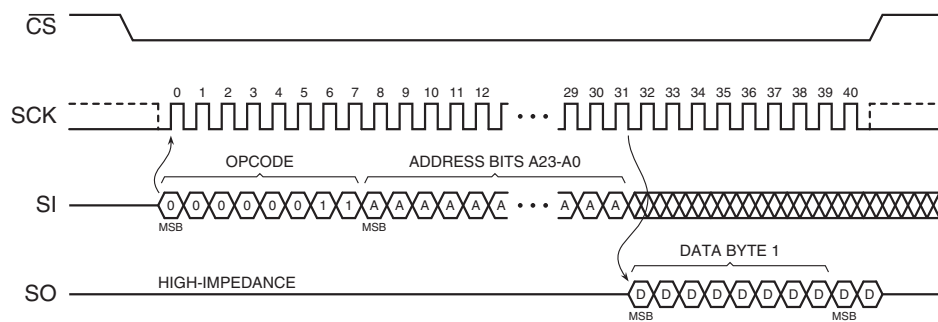 CS
SCK
0 1 2 3 4 5 6 7 8 9 10 11 12 29 30 31 32 33 34 35 36 37 38 39 40
OPCODE
ADDRESS BITS A23-A0
SI
0 0 0 0 0 0 1 1 A A A A A A A A A
MSB
MSB
DATA BYTE 1
HIGH-IMPEDANCE
SO
D D D D D D D D D D
MSB
MSB